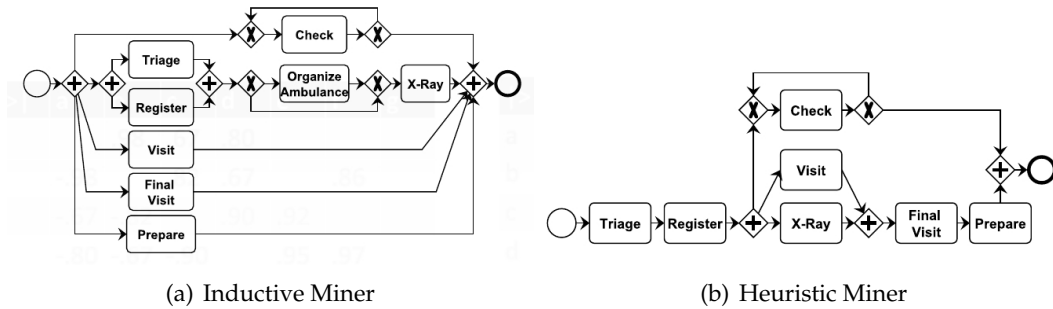 Check
Triage
Organize
Ambulance
X-Ray
Register
Visit
Final
Visit
Prepare
(a) Inductive Miner
Check
Visit
Triage
Register
X-Ray
Final
Visit
Prepare
(b) Heuristic Miner